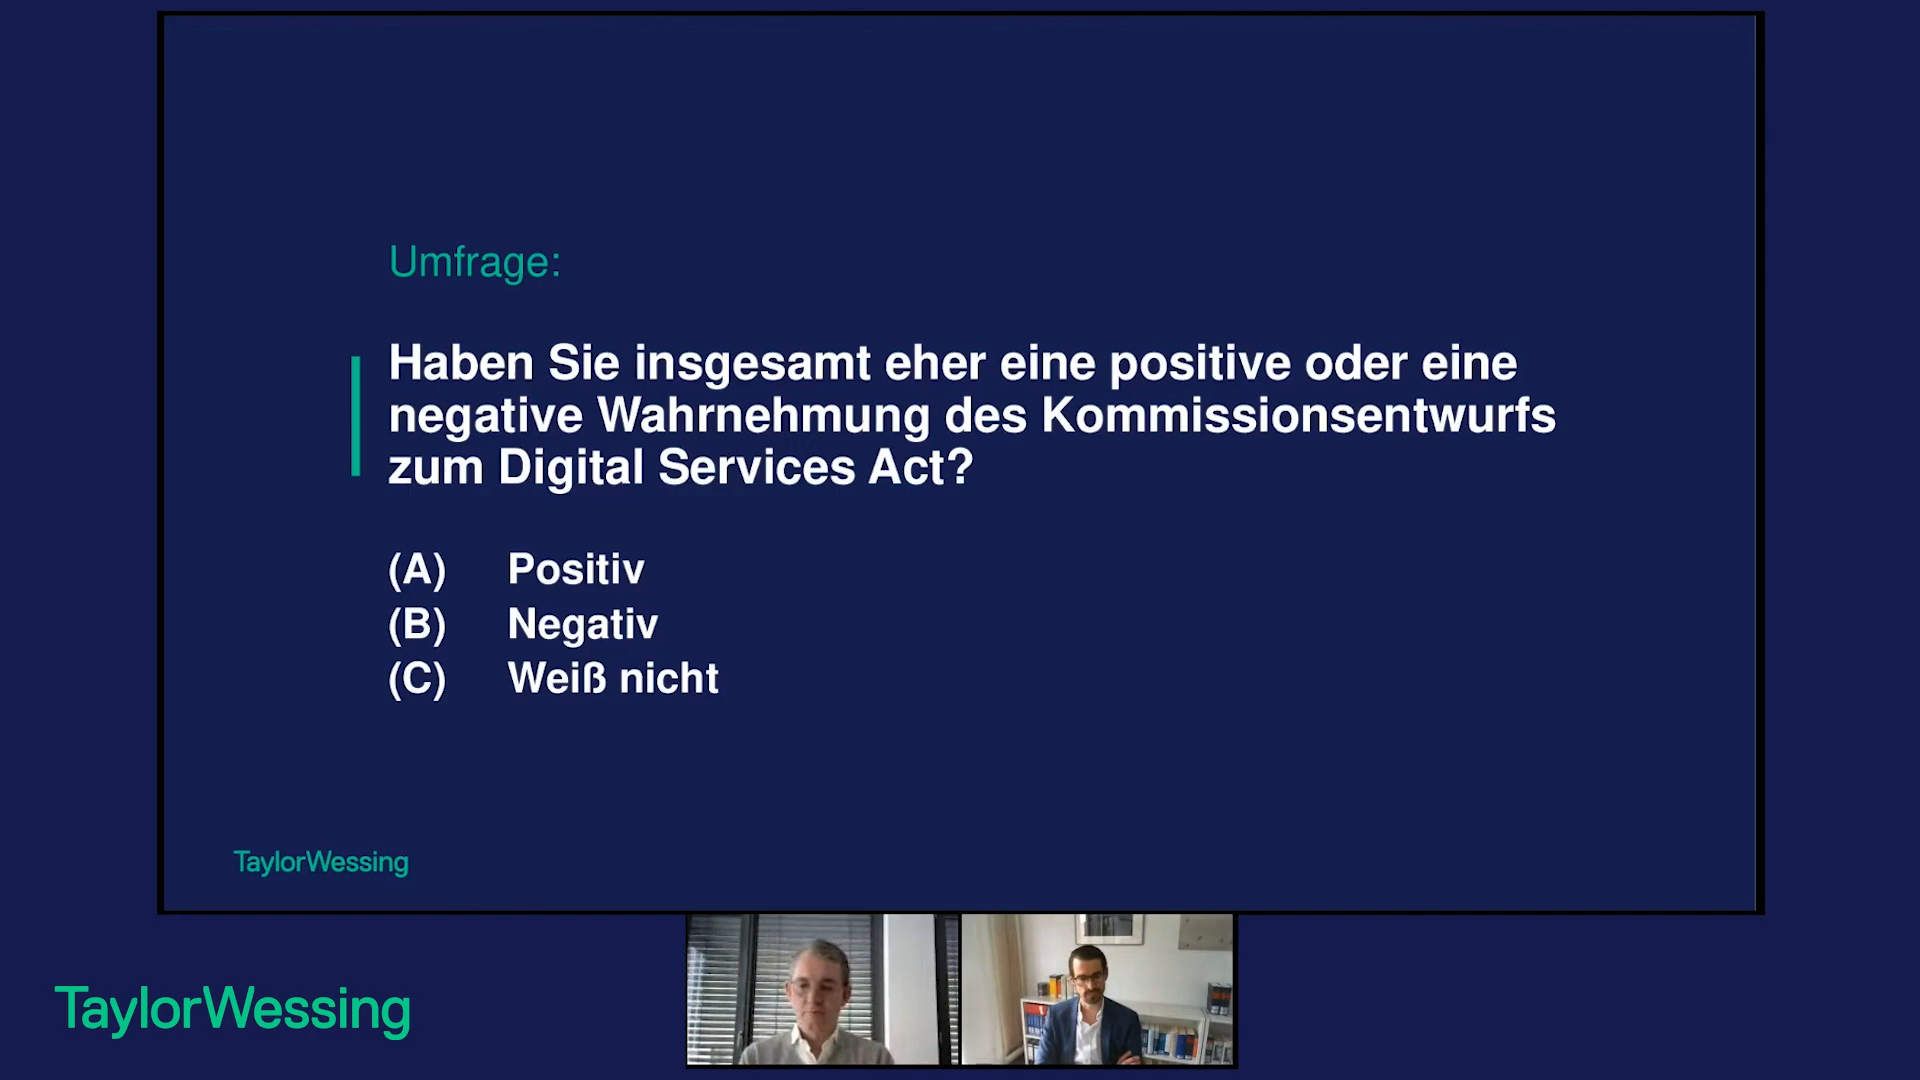 Umfrage:
Haben Sie insgesamt eher eine positive oder eine
negative Wahrnehmung des Kommissionsentwurfs
zum Digital Services Act?
(A) Positiv
(B) Negativ
(C) Weiß nicht
TaylorWessing
TaylorWessing